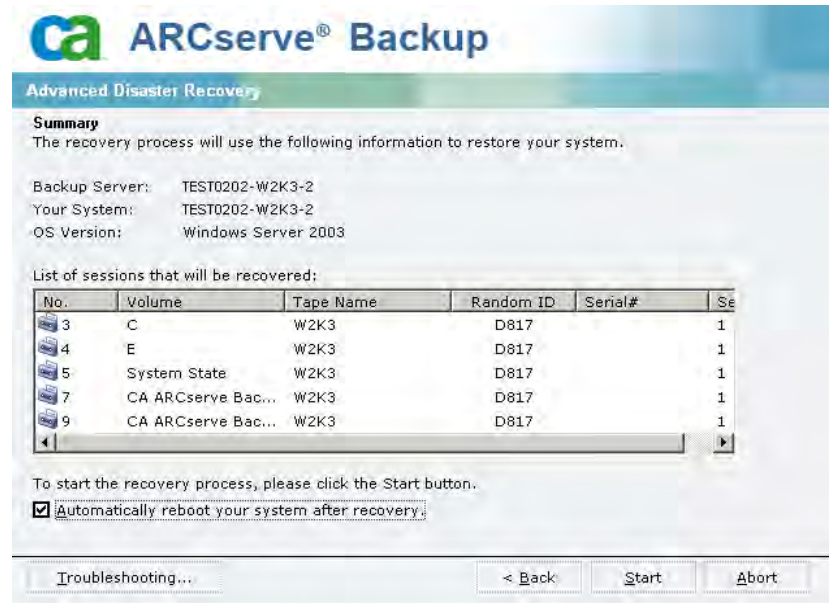 ca ARCserve® Backup
Advanced Disaster Recovery
Summary
The recovery process will use the following information to restore your system.
Backup Server: TEST0202-W2K3-2
Your System: TEST0202-W2K3-2
OS Version: Windows Server 2003
List of sessions that will be recovered:
No. Volume Tape Name Random ID Serial# Se
3 C W2K3 D817 1
4 E W2K3 D817 1
5 System State W2K3 D817 1
7 CA ARCserve Bac... W2K3 D817 1
9 CA ARCserve Bac... W2K3 D817 1
To start the recovery process, please click the Start button.
Automatically reboot your system after recovery.
Troubleshooting... < Back Start Abort